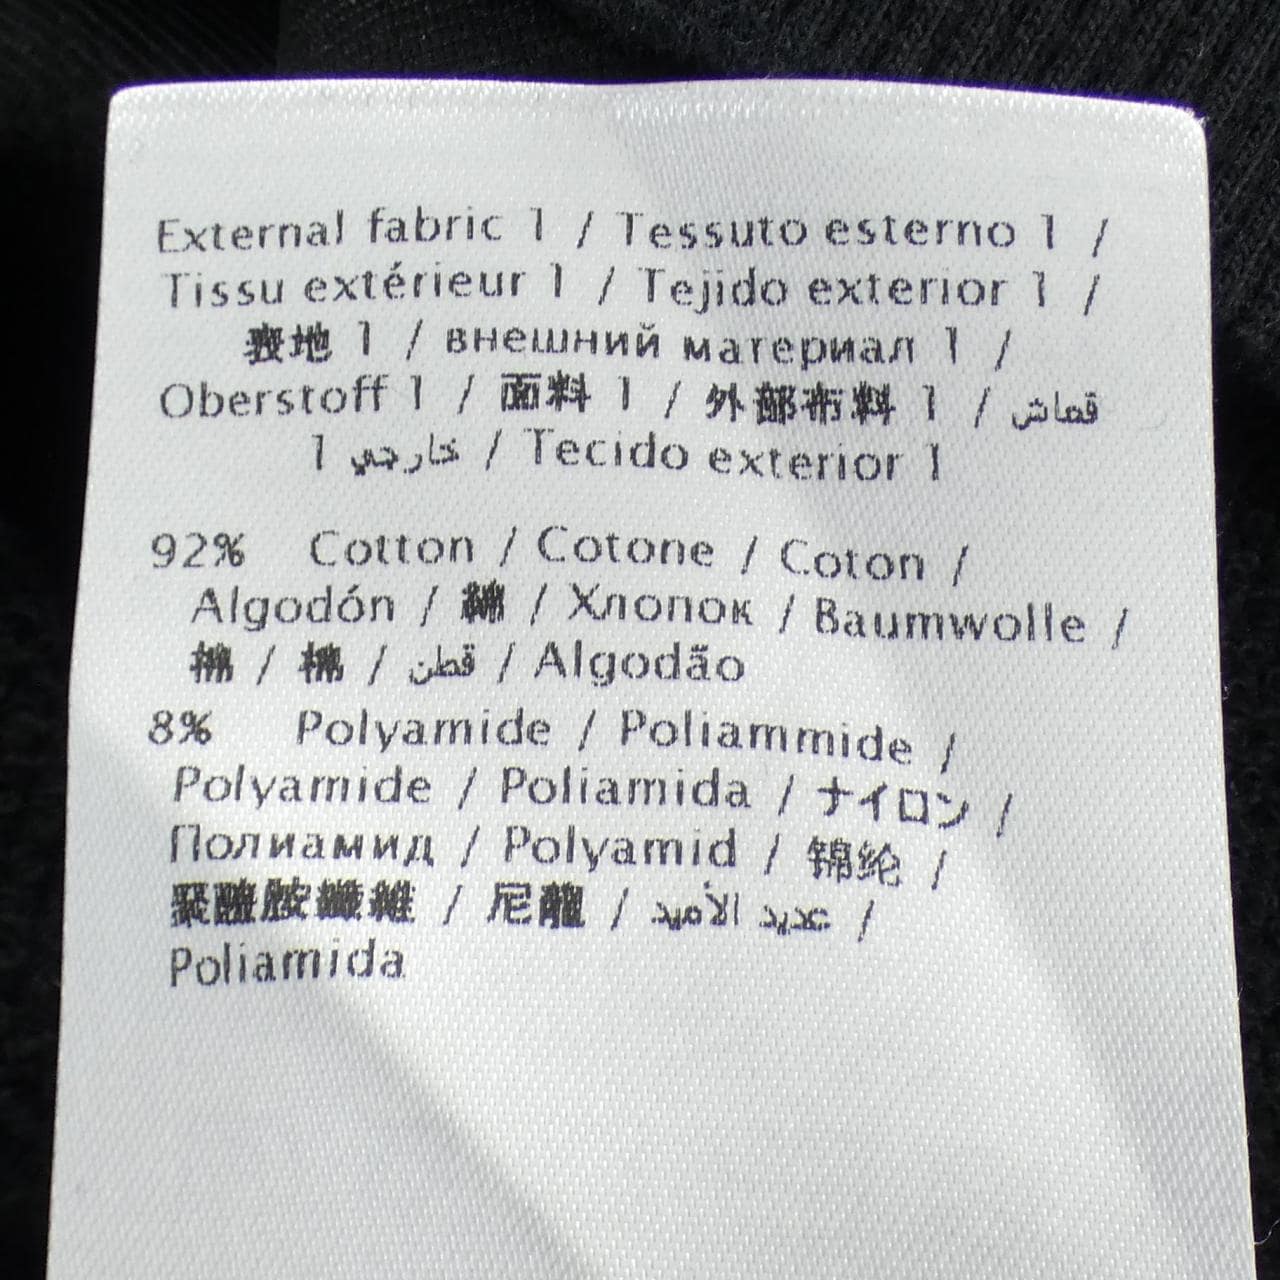 External fabric 1 / Tessuto esterno 1 /
Tissu extérieur 1 / Tejido exterior 1 /
表地 1 / внешний материал 1 /
Oberstoff 1 / 面料 1 / 外部布料 1 / قماش
خارجي 1 / Tecido exterior 1
92% Cotton / Cotone / Coton /
Algodón / 綿 / Хлопок / Baumwolle /
棉 / 棉 / قطن / Algodão
8% Polyamide / Poliammide /
Polyamide / Poliamida / ナイロン /
Полиамид / Polyamid / 锦纶 /
聚醯胺纖維 / 尼龍 / عديد الأميد /
Poliamida